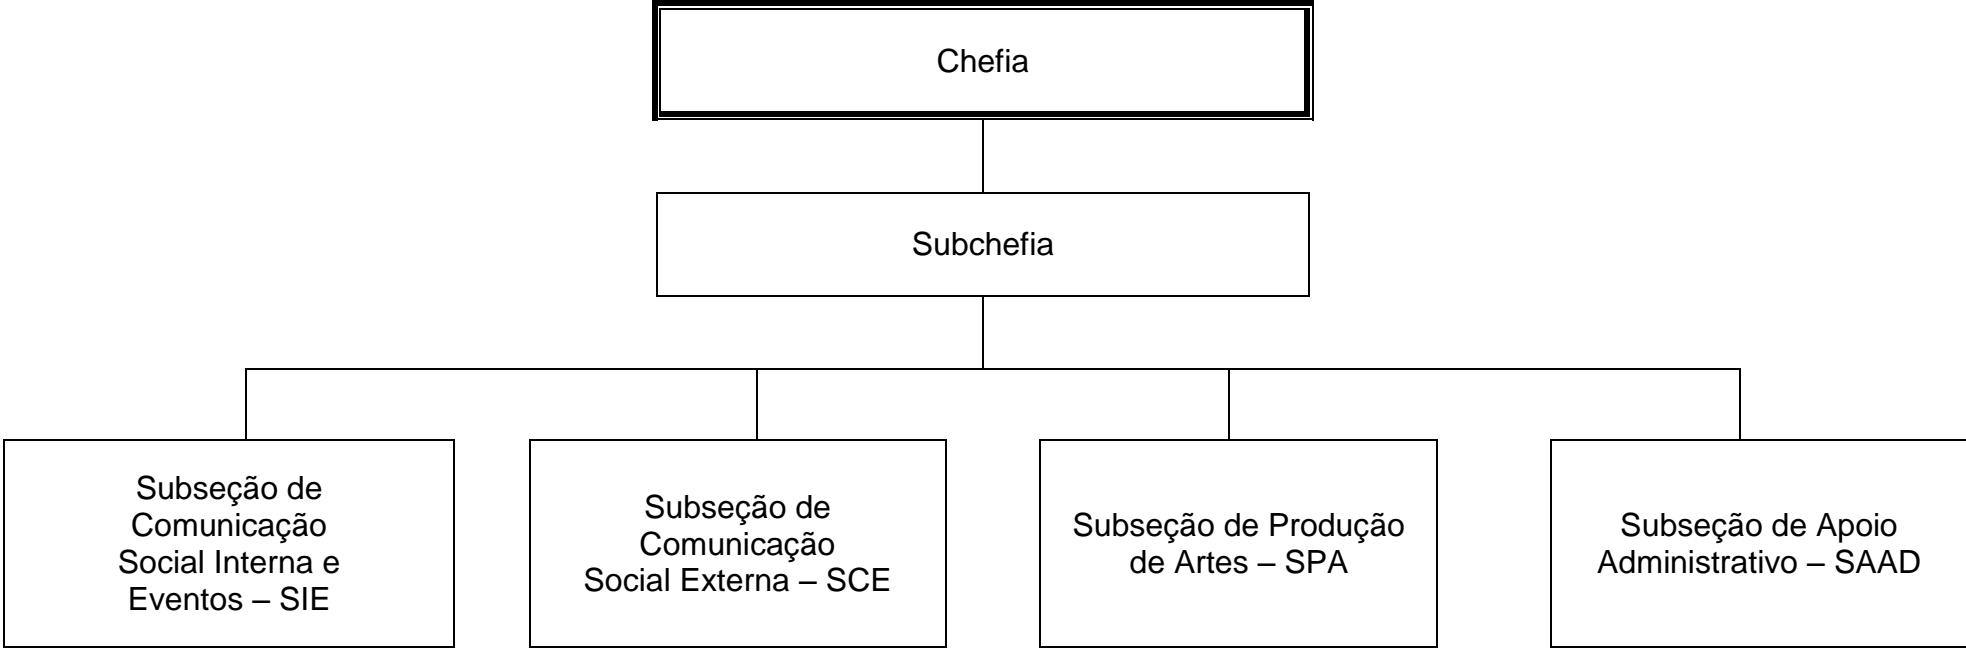 Chefia
Subchefia
Subseção de
Comunicação
Social Interna e
Eventos – SIE
Subseção de
Comunicação
Social Externa – SCE
Subseção de Produção
de Artes – SPA
Subseção de Apoio
Administrativo – SAAD